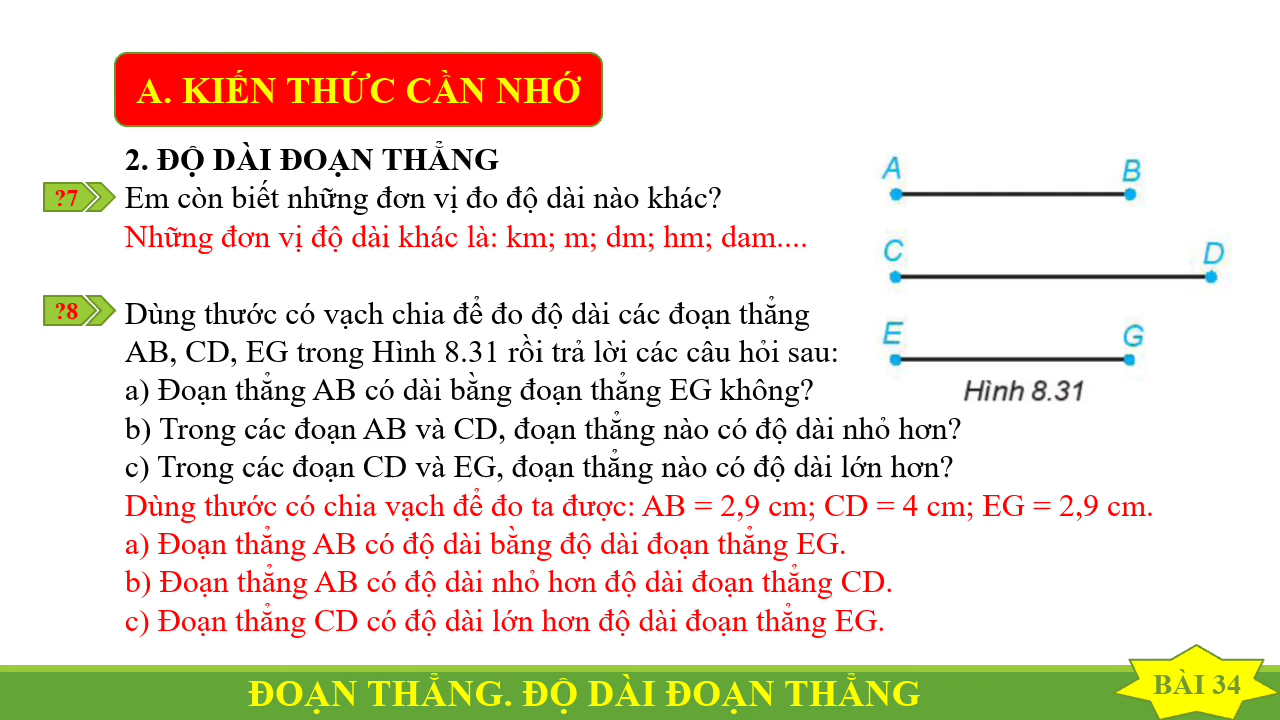 A. KIẾN THỨC CẦN NHỚ
2. ĐỘ DÀI ĐOẠN THẲNG
?7
Em còn biết những đơn vị đo độ dài nào khác?
Những đơn vị độ dài khác là: km; m; dm; hm; dam....
?8
Dùng thước có vạch chia để đo độ dài các đoạn thẳng
AB, CD, EG trong Hình 8.31 rồi trả lời các câu hỏi sau:
a) Đoạn thẳng AB có dài bằng đoạn thẳng EG không?
b) Trong các đoạn AB và CD, đoạn thẳng nào có độ dài nhỏ hơn?
c) Trong các đoạn CD và EG, đoạn thẳng nào có độ dài lớn hơn?
Dùng thước có chia vạch để đo ta được: AB = 2,9 cm; CD = 4 cm; EG = 2,9 cm.
a) Đoạn thẳng AB có độ dài bằng độ dài đoạn thẳng EG.
b) Đoạn thẳng AB có độ dài nhỏ hơn độ dài đoạn thẳng CD.
c) Đoạn thẳng CD có độ dài lớn hơn độ dài đoạn thẳng EG.
A B
C D
E G
Hình 8.31
ĐOẠN THẲNG. ĐỘ DÀI ĐOẠN THẲNG
BÀI 34